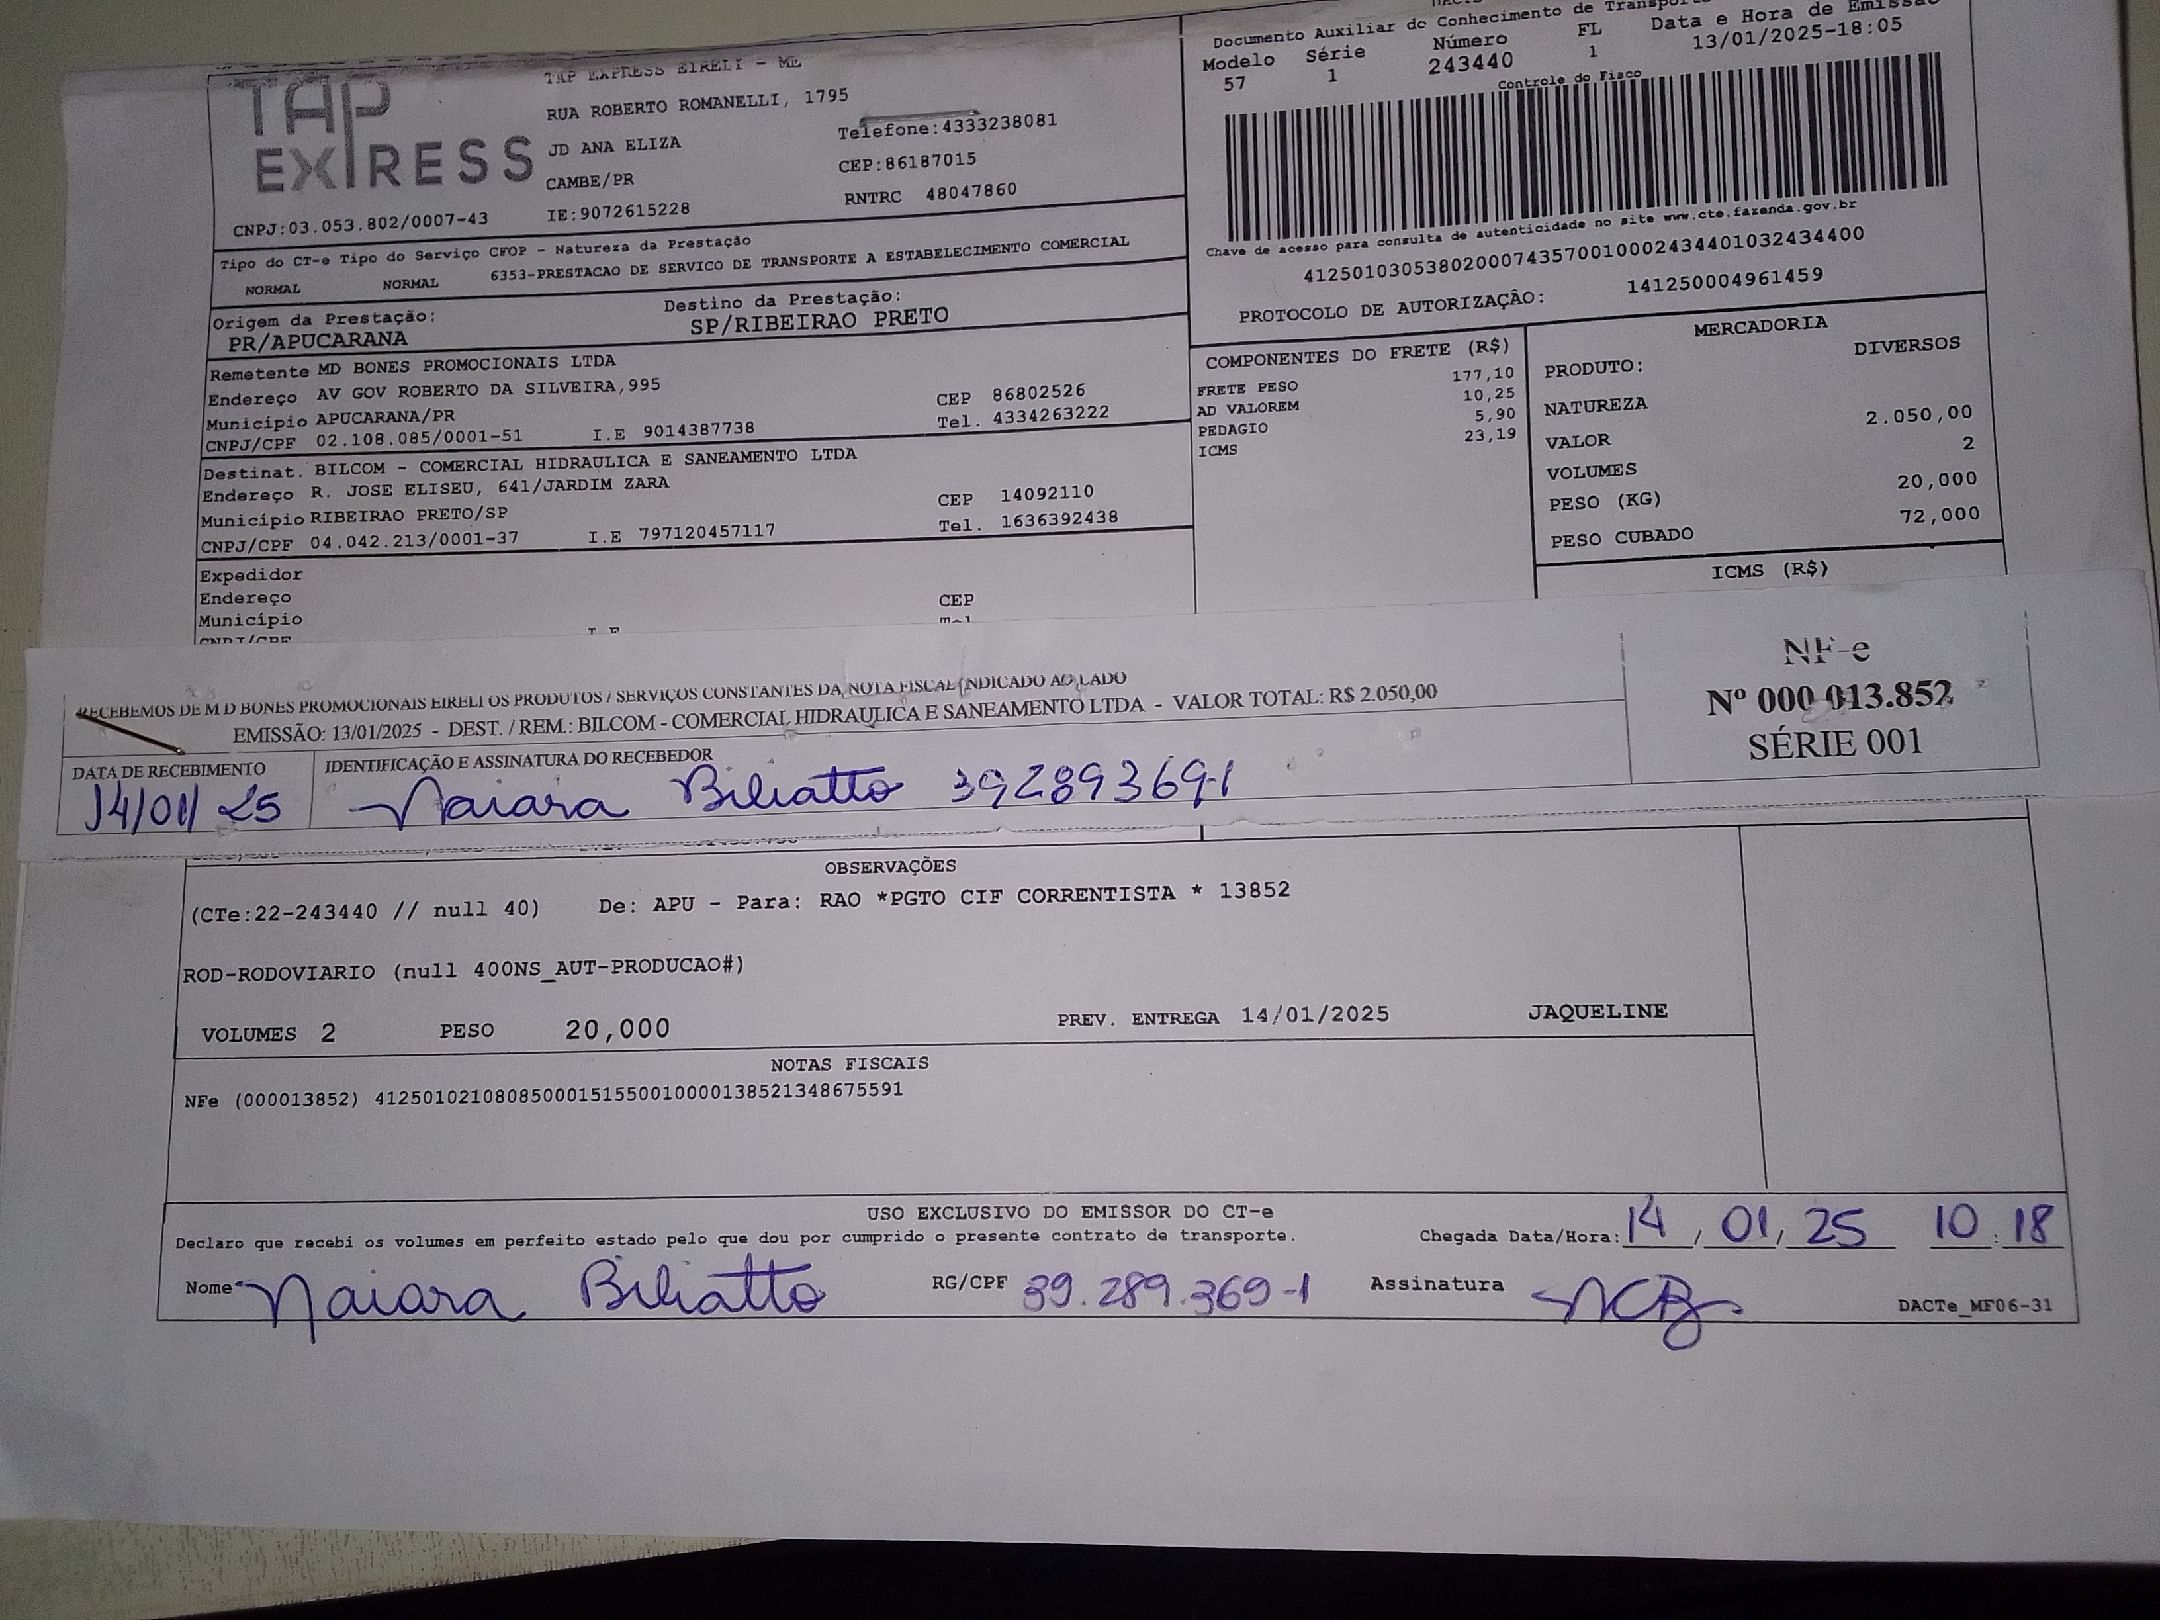 TAP
EXPRESS
TAP EXPRESS EIRELI - ME
RUA ROBERTO ROMANELLI, 1795
JD ANA ELIZA
Telefone:4333238081
CAMBE/PR
CEP:86187015
CNPJ:03.053.802/0007-43 IE:9072615228
RNTRC 48047860
Documento Auxiliar do Conhecimento de
Modelo Série Número FL Data e Hora de Emissão
57 1 243440 1 13/01/2025-18:05
Controle do Fisco
Chave de acesso para consulta de autenticidade no site www.cte.fazenda.gov.br
41250103053802000743570010002434401032434400
PROTOCOLO DE AUTORIZAÇÃO: 141250004961459
Tipo do CT-e Tipo do Serviço CFOP - Natureza da Prestação
NORMAL NORMAL 6353-PRESTACAO DE SERVICO DE TRANSPORTE A ESTABELECIMENTO COMERCIAL
Origem da Prestação: Destino da Prestação:
PR/APUCARANA SP/RIBEIRAO PRETO
Remetente MD BONES PROMOCIONAIS LTDA
Endereço AV GOV ROBERTO DA SILVEIRA,995 CEP 86802526
Município APUCARANA/PR Tel. 4334263222
CNPJ/CPF 02.108.085/0001-51 I.E 9014387738
Destinat. BILCOM - COMERCIAL HIDRAULICA E SANEAMENTO LTDA
Endereço R. JOSE ELISEU, 641/JARDIM ZARA CEP 14092110
Município RIBEIRAO PRETO/SP Tel. 1636392438
CNPJ/CPF 04.042.213/0001-37 I.E 797120457117
Expedidor
Endereço CEP
Município
COMPONENTES DO FRETE (R$)
FRETE PESO 177,10
AD VALOREM 10,25
PEDAGIO 5,90
ICMS 23,19
MERCADORIA
PRODUTO: DIVERSOS
NATUREZA
VALOR 2.050,00
VOLUMES 2
PESO (KG) 20,000
PESO CUBADO 72,000
ICMS (R$)
RECEBEMOS DE M D BONES PROMOCIONAIS EIRELI OS PRODUTOS / SERVIÇOS CONSTANTES DA NOTA FISCAL INDICADO AO LADO
EMISSÃO: 13/01/2025 - DEST. / REM.: BILCOM - COMERCIAL HIDRAULICA E SANEAMENTO LTDA - VALOR TOTAL: R$ 2.050,00
DATA DE RECEBIMENTO IDENTIFICAÇÃO E ASSINATURA DO RECEBEDOR
14/01/25 Naiara Biliatto 39289369-1
NF-e
Nº 000 013.852
SÉRIE 001
OBSERVAÇÕES
(CTe:22-243440 // null 40) De: APU - Para: RAO *PGTO CIF CORRENTISTA * 13852
ROD-RODOVIARIO (null 400NS_AUT-PRODUCAO#)
VOLUMES 2 PESO 20,000 PREV. ENTREGA 14/01/2025 JAQUELINE
NOTAS FISCAIS
NFe (000013852) 41250102108085000151550010000138521348675591
USO EXCLUSIVO DO EMISSOR DO CT-e
Declaro que recebi os volumes em perfeito estado pelo que dou por cumprido o presente contrato de transporte. Chegada Data/Hora: 14/01/25 10:18
Nome Naiara Biliatto RG/CPF 39.289.369-1 Assinatura NCB
DACTe_MF06-31